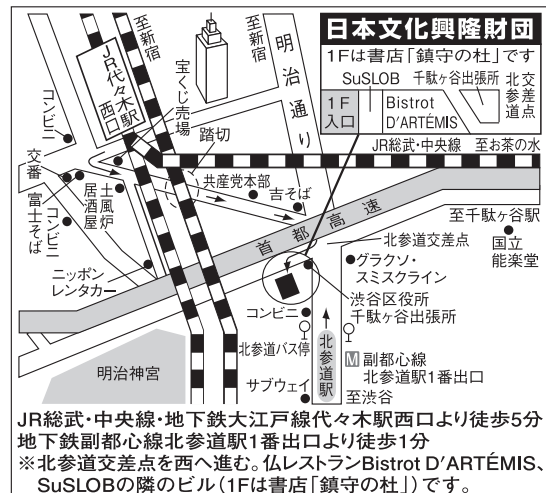 日本文化興隆財団
1Fは書店「鎮守の杜」です
SuSLOB
千駄ヶ谷出張所
北参道交差点
1F入口
Bistrot D'ARTÉMIS
至新宿
至新宿
JR代々木駅
西口
宝くじ売場
明治通り
踏切
コンビニ
交番
富士そば
コンビニ
居酒屋
土風炉
共産党本部
吉そば
JR総武・中央線
至お茶の水
首都高速
至千駄ヶ谷駅
国立能楽堂
北参道交差点
グラクソ・スミスクライン
渋谷区役所千駄ヶ谷出張所
ニッポンレンタカー
コンビニ
北参道バス停
サブウェイ
北参道駅
M 副都心線
北参道駅1番出口
至渋谷
明治神宮
JR総武・中央線・地下鉄大江戸線代々木駅西口より徒歩5分
地下鉄副都心線北参道駅1番出口より徒歩1分
※北参道交差点を西へ進む。仏レストランBistrot D'ARTÉMIS、
SuSLOBの隣のビル(1Fは書店「鎮守の杜」)です。